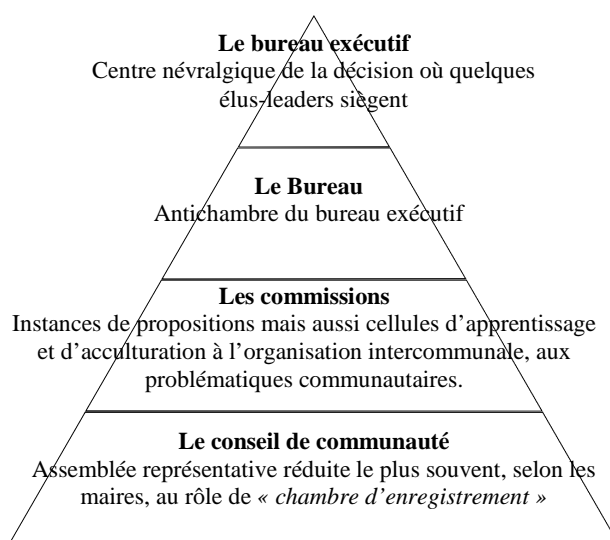 Le bureau exécutif
Centre névralgique de la décision où quelques
élus-leaders siègent
Le Bureau
Antichambre du bureau exécutif
Les commissions
Instances de propositions mais aussi cellules d’apprentissage
et d’acculturation à l’organisation intercommunale, aux
problématiques communautaires.
Le conseil de communauté
Assemblée représentative réduite le plus souvent, selon les
maires, au rôle de « chambre d’enregistrement »